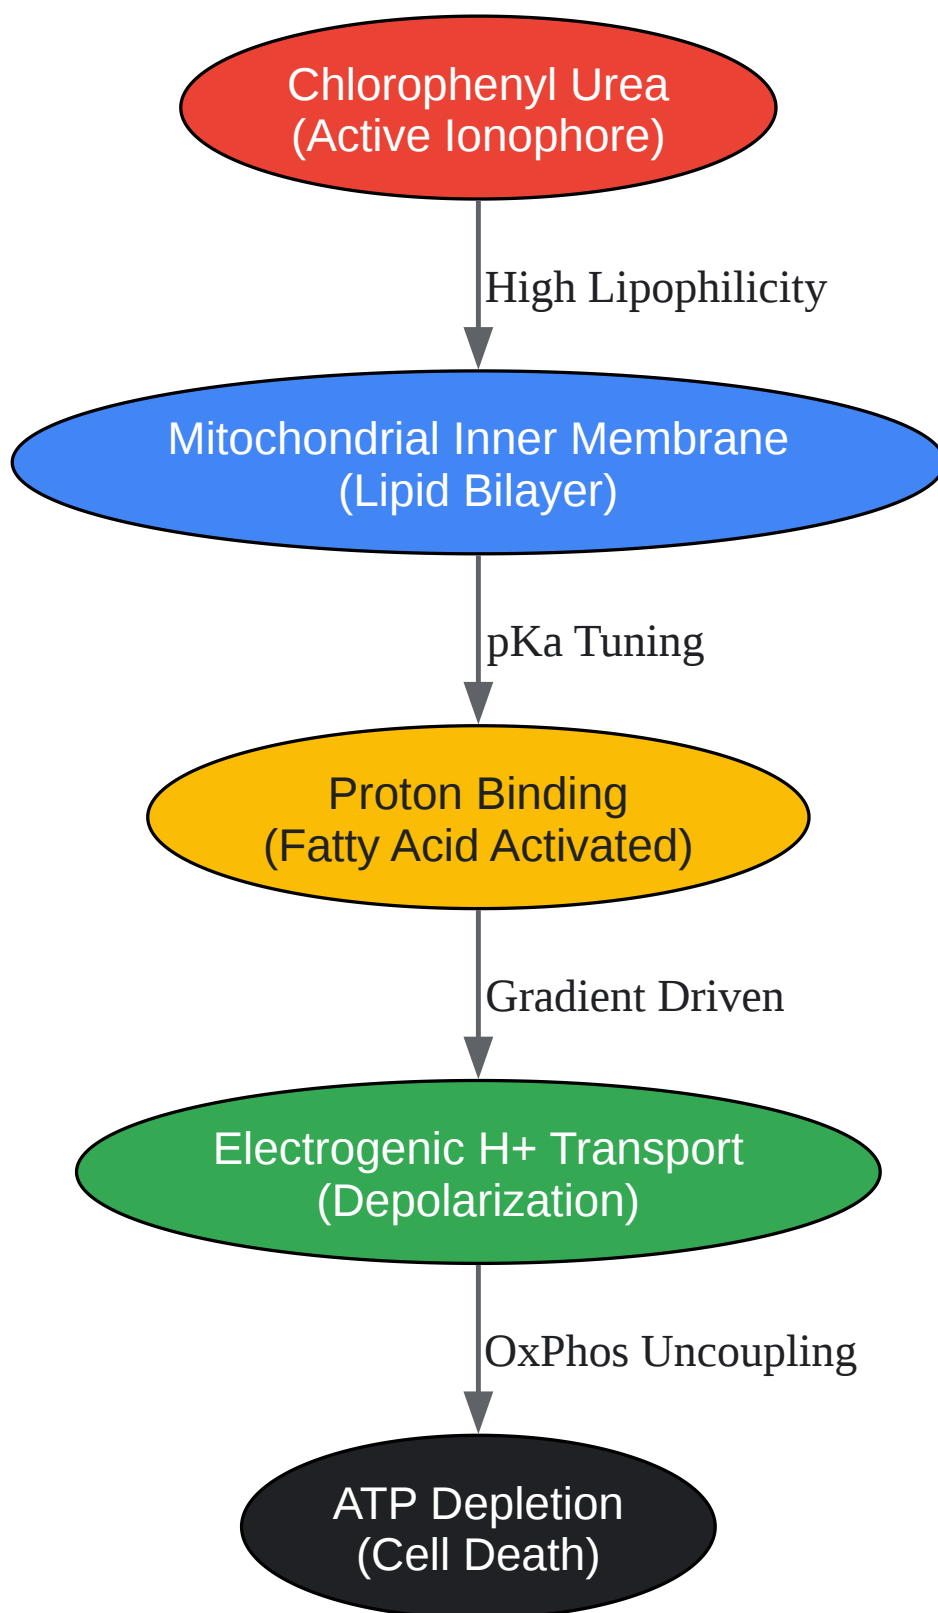 Chlorophenyl Urea
(Active Ionophore)
High Lipophilicity
Mitochondrial Inner Membrane
(Lipid Bilayer)
pKa Tuning
Proton Binding
(Fatty Acid Activated)
Gradient Driven
Electrogenic H+ Transport
(Depolarization)
OxPhos Uncoupling
ATP Depletion
(Cell Death)